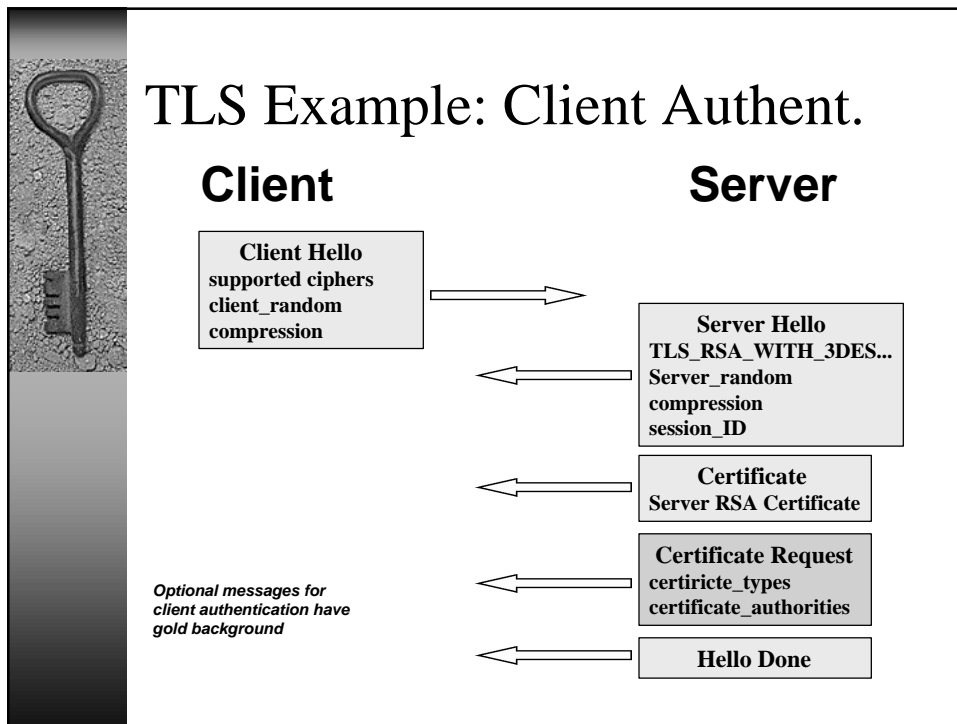 TLS Example: Client Authent.
Client
Server
Client Hello
supported ciphers
client_random
compression
Server Hello
TLS_RSA_WITH_3DES...
Server_random
compression
session_ID
Certificate
Server RSA Certificate
Certificate Request
certiricte_types
certificate_authorities
Optional messages for
client authentication have
gold background
Hello Done